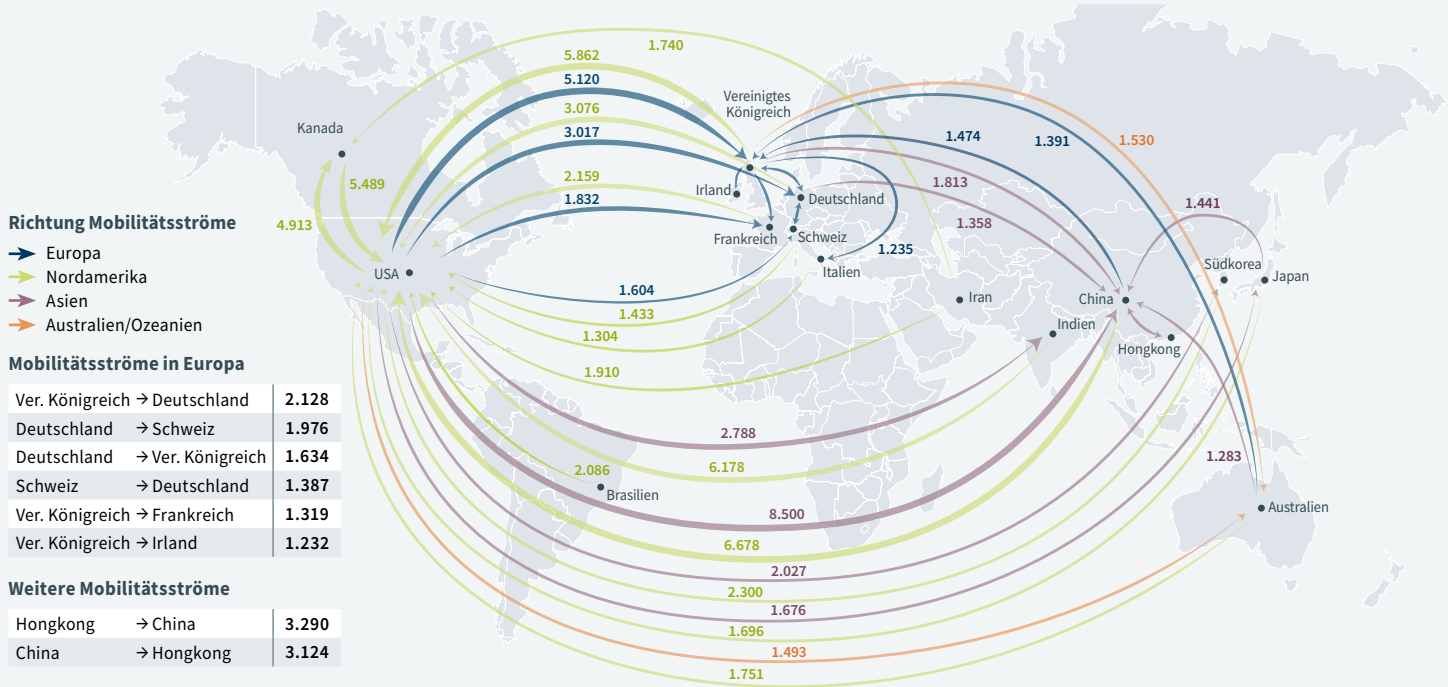 Richtung Mobilitätsströme
Europa
Nordamerika
Asien
Australien/Ozeanien
Mobilitätsströme in Europa
Ver. Königreich → Deutschland 2.128
Deutschland → Schweiz 1.976
Deutschland → Ver. Königreich 1.634
Schweiz → Deutschland 1.387
Ver. Königreich → Frankreich 1.319
Ver. Königreich → Irland 1.232
Weitere Mobilitätsströme
Hongkong → China 3.290
China → Hongkong 3.124
1.740
5.862
5.120
3.076
3.017
2.159
1.832
Kanada
5.489
4.913
USA
Vereinigtes
Königreich
Irland
Deutschland
Frankreich
Schweiz
Italien
1.235
1.474
1.391
1.530
1.813
1.358
1.441
Südkorea
Japan
China
Iran
Indien
Hongkong
1.604
1.433
1.304
1.910
2.788
6.178
2.086
Brasilien
1.283
Australien
8.500
6.678
2.027
2.300
1.676
1.696
1.493
1.751